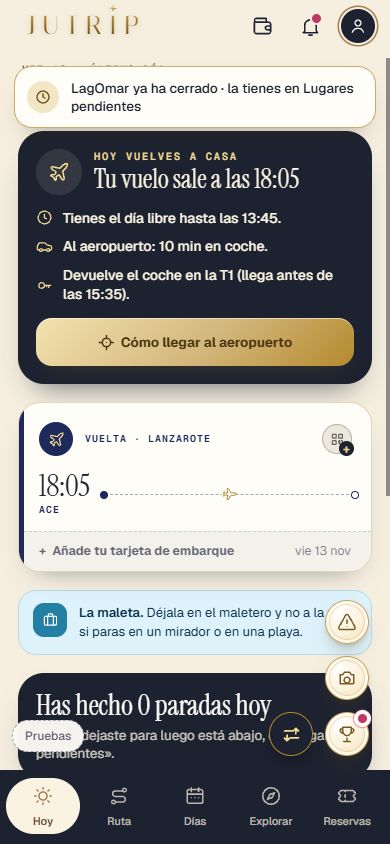 JUTRIP
LagOmar ya ha cerrado · la tienes en Lugares
pendientes
HOY VUELVES A CASA
Tu vuelo sale a las 18:05
Tienes el día libre hasta las 13:45.
Al aeropuerto: 10 min en coche.
Devuelve el coche en la T1 (llega antes de
las 15:35).
Cómo llegar al aeropuerto
VUELTA · LANZAROTE
18:05
ACE
+ Añade tu tarjeta de embarque vie 13 nov
La maleta. Déjala en el maletero y no a la
si paras en un mirador o en una playa.
Has hecho 0 paradas hoy
Pruebas
dejaste para luego está abajo,
pendientes».
Hoy Ruta Días Explorar Reservas